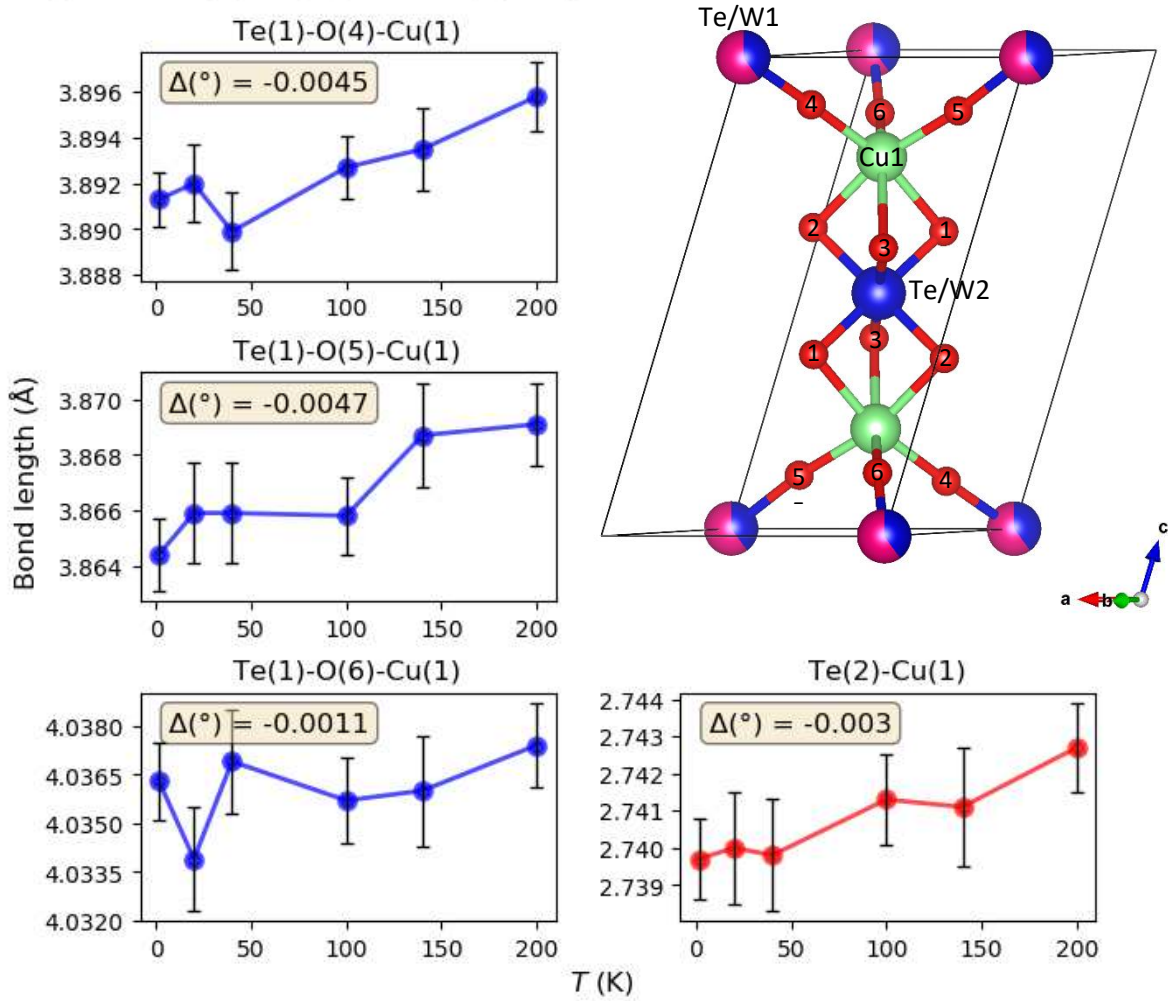 Te(1)-O(4)-Cu(1)
Δ(°) = -0.0045
3.896
3.894
3.892
3.890
3.888
0 50 100 150 200
Te(1)-O(5)-Cu(1)
Δ(°) = -0.0047
3.870
3.868
3.866
3.864
0 50 100 150 200
Bond length (Å)
Te(1)-O(6)-Cu(1)
Δ(°) = -0.0011
4.0380
4.0365
4.0350
4.0335
4.0320
0 50 100 150 200
Te(2)-Cu(1)
Δ(°) = -0.003
2.744
2.743
2.742
2.741
2.740
2.739
0 50 100 150 200
T (K)
Te/W1
4 6 5
Cu1
2 3 1
Te/W2
1 3 2
5 6 4
c
a b